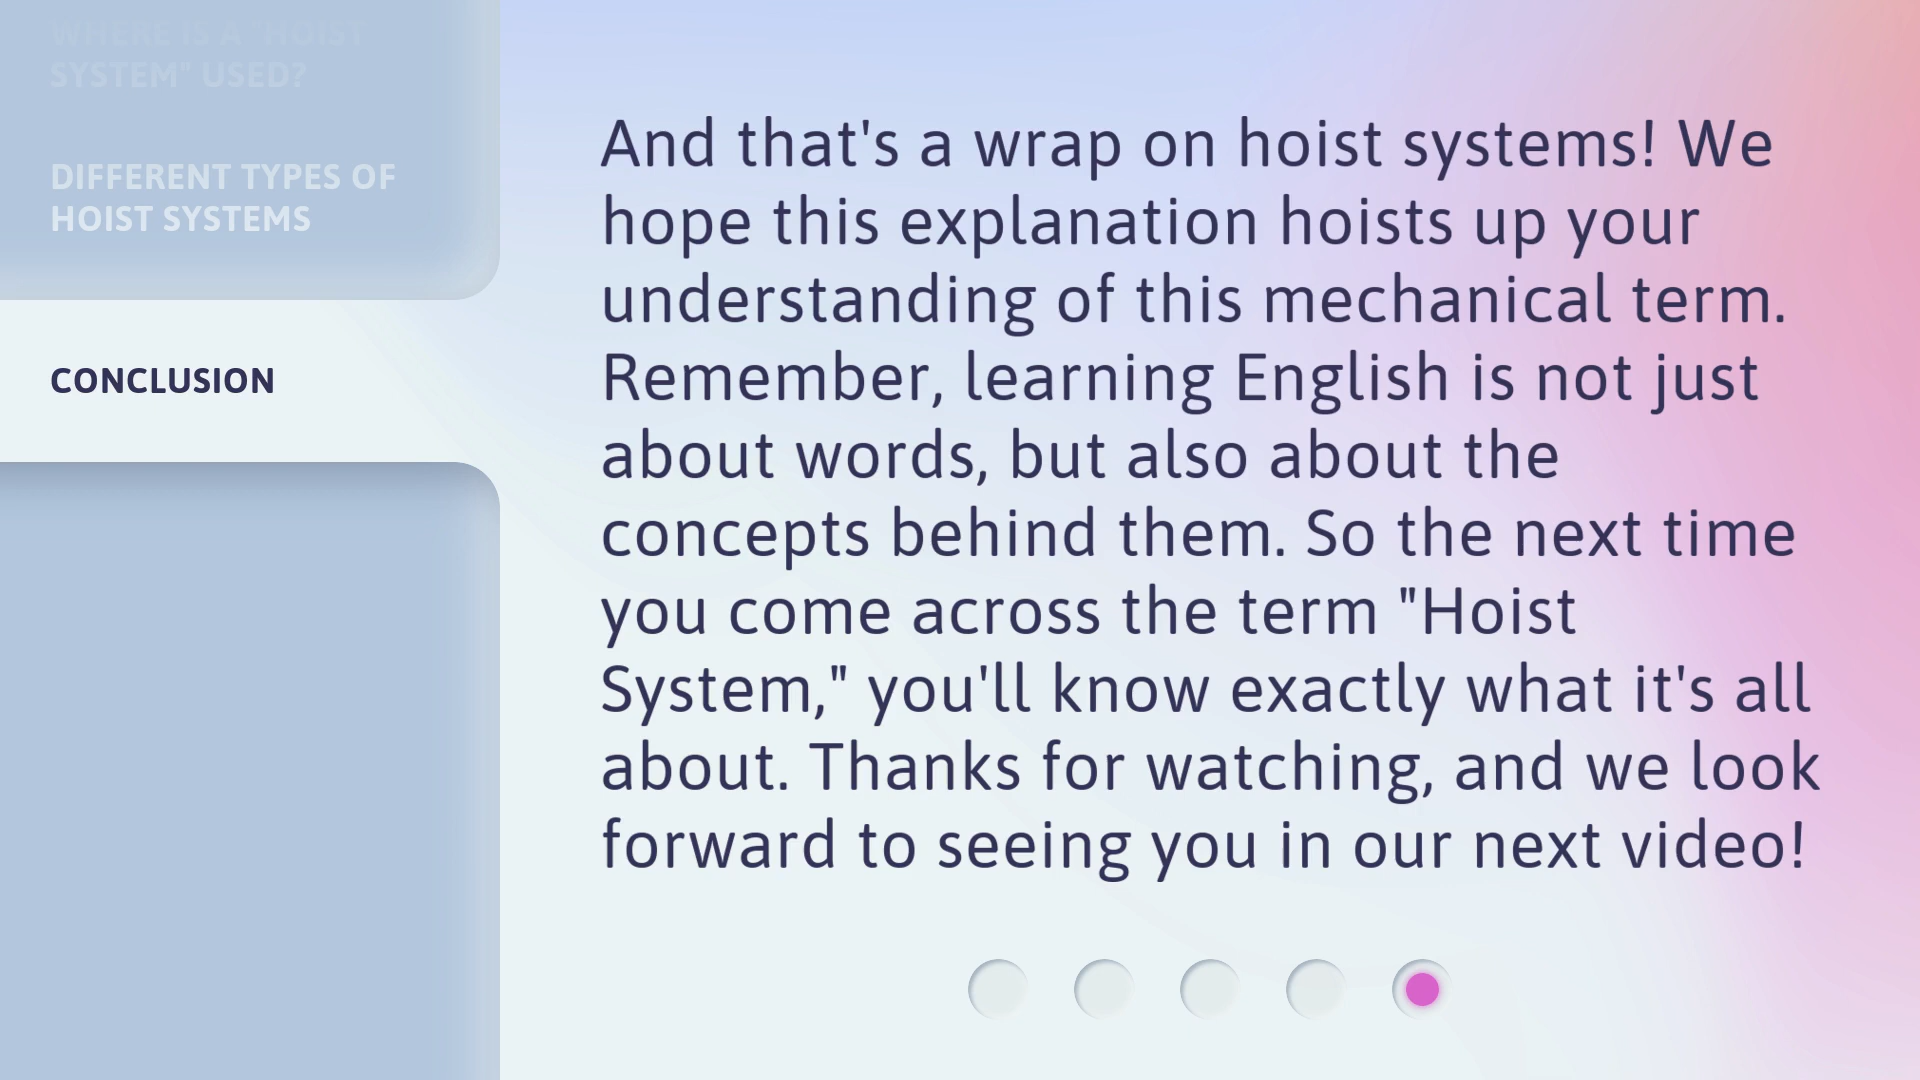 WHERE IS A "HOIST
SYSTEM" USED?
DIFFERENT TYPES OF
HOIST SYSTEMS
CONCLUSION
And that's a wrap on hoist systems! We
hope this explanation hoists up your
understanding of this mechanical term.
Remember, learning English is not just
about words, but also about the
concepts behind them. So the next time
you come across the term "Hoist
System," you'll know exactly what it's all
about. Thanks for watching, and we look
forward to seeing you in our next video!